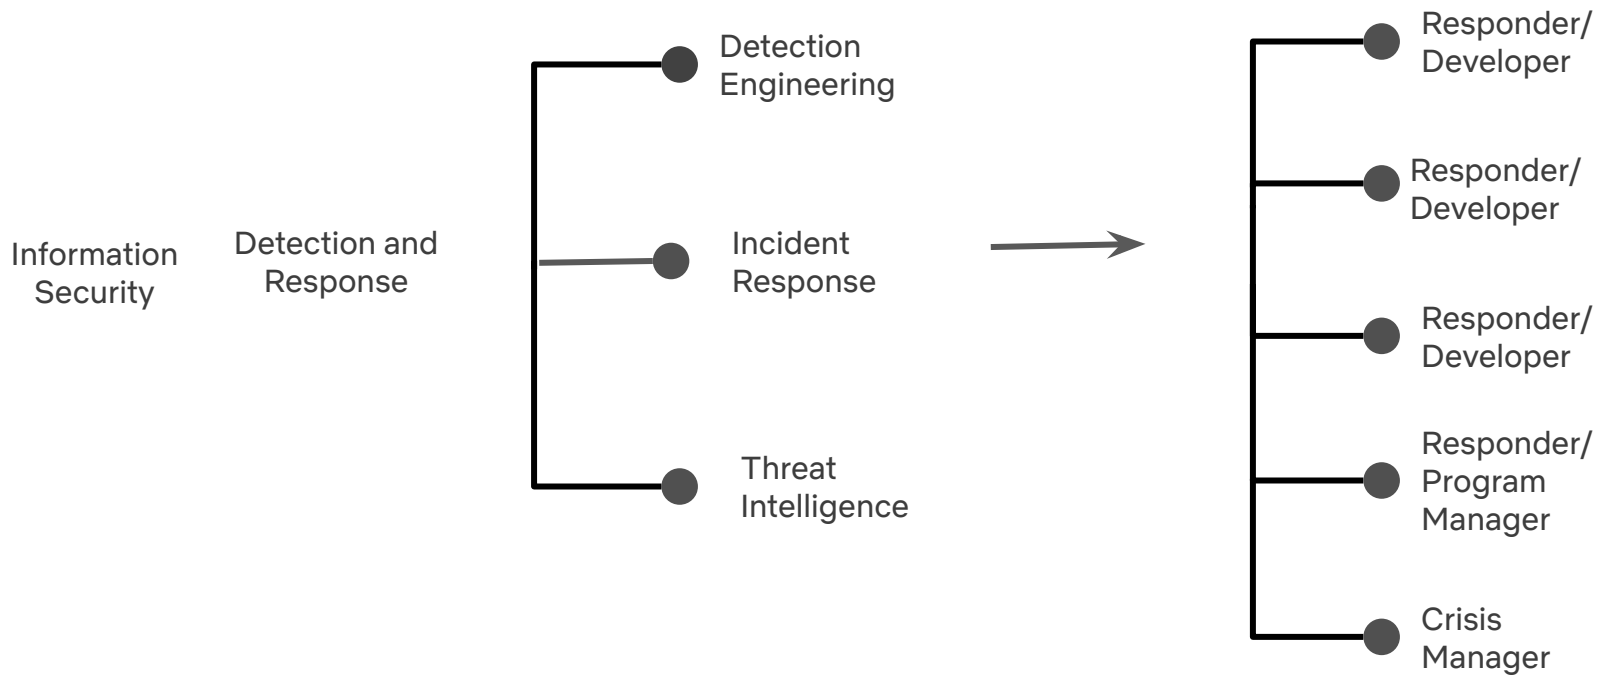 Information
Security
Detection and
Response
Detection
Engineering
Incident
Response
Threat
Intelligence
Responder/
Developer
Responder/
Developer
Responder/
Developer
Responder/
Program
Manager
Crisis
Manager